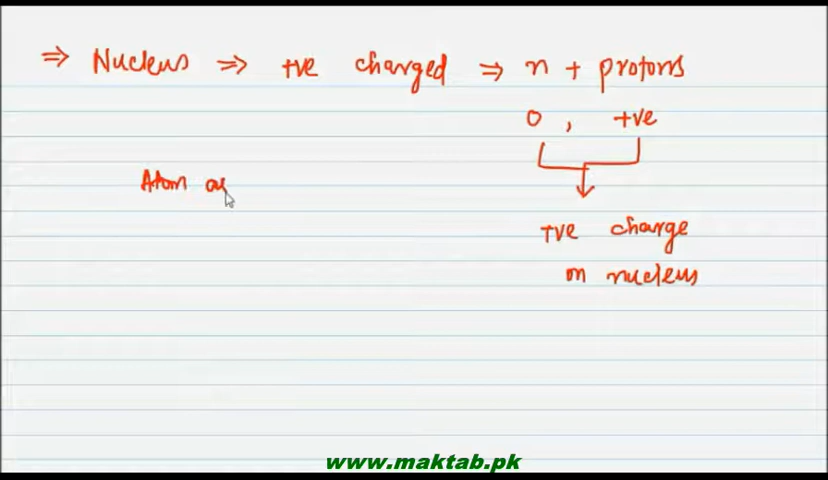 ⇒ Nucleus ⇒ +ve charged ⇒ n + protons
0 , +ve
Atom
+ve charge
on nucleus
www.maktab.pk